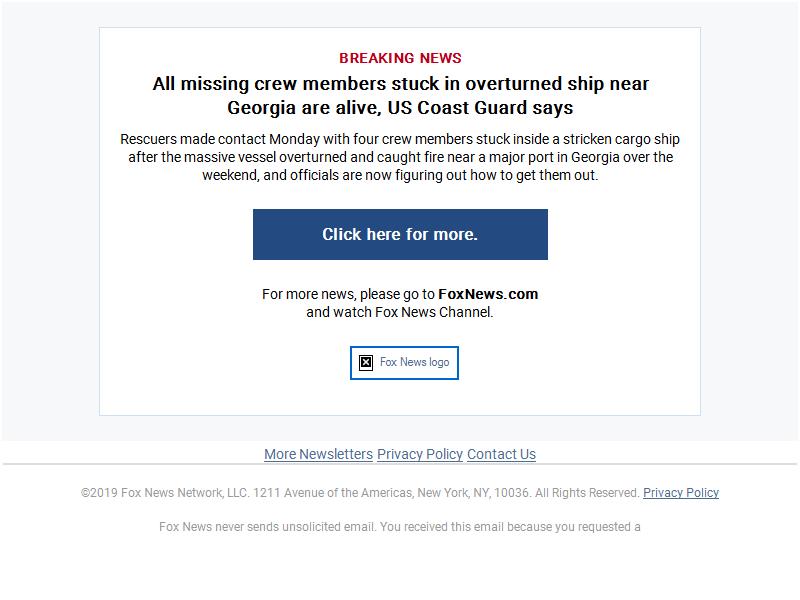 BREAKING NEWS
All missing crew members stuck in overturned ship near
Georgia are alive, US Coast Guard says
Rescuers made contact Monday with four crew members stuck inside a stricken cargo ship
after the massive vessel overturned and caught fire near a major port in Georgia over the
weekend, and officials are now figuring out how to get them out.
Click here for more.
For more news, please go to FoxNews.com
and watch Fox News Channel.
Fox News logo
More Newsletters Privacy Policy Contact Us
©2019 Fox News Network, LLC. 1211 Avenue of the Americas, New York, NY, 10036. All Rights Reserved. Privacy Policy
Fox News never sends unsolicited email. You received this email because you requested a